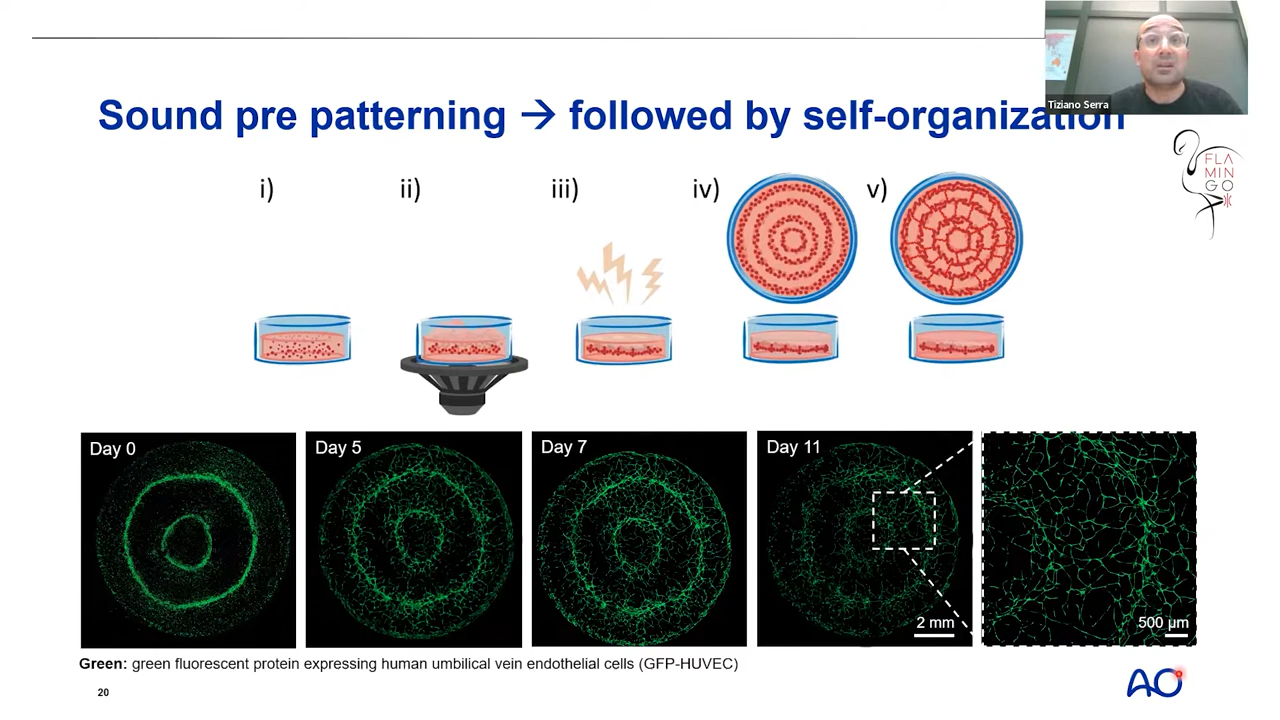 Tiziano Serra
Sound pre patterning → followed by self-organization
FLA
MIN
GO
i)
ii)
iii)
iv)
v)
Day 0
Day 5
Day 7
Day 11
2 mm
500 µm
Green: green fluorescent protein expressing human umbilical vein endothelial cells (GFP-HUVEC)
20
AO